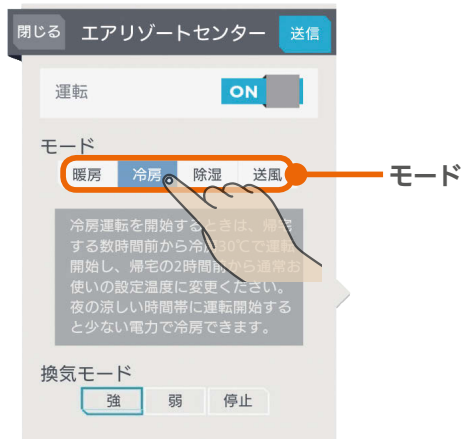 閉じる エアリゾートセンター 送信
運転 ON
モード
暖房 冷房 除湿 送風
モード
冷房運転を開始するときは、帰宅
する数時間前から冷房30℃で運転
開始し、帰宅の2時間前から通常お
使いの設定温度に変更ください。
夜の涼しい時間帯に運転開始する
と少ない電力で冷房できます。
換気モード
強 弱 停止